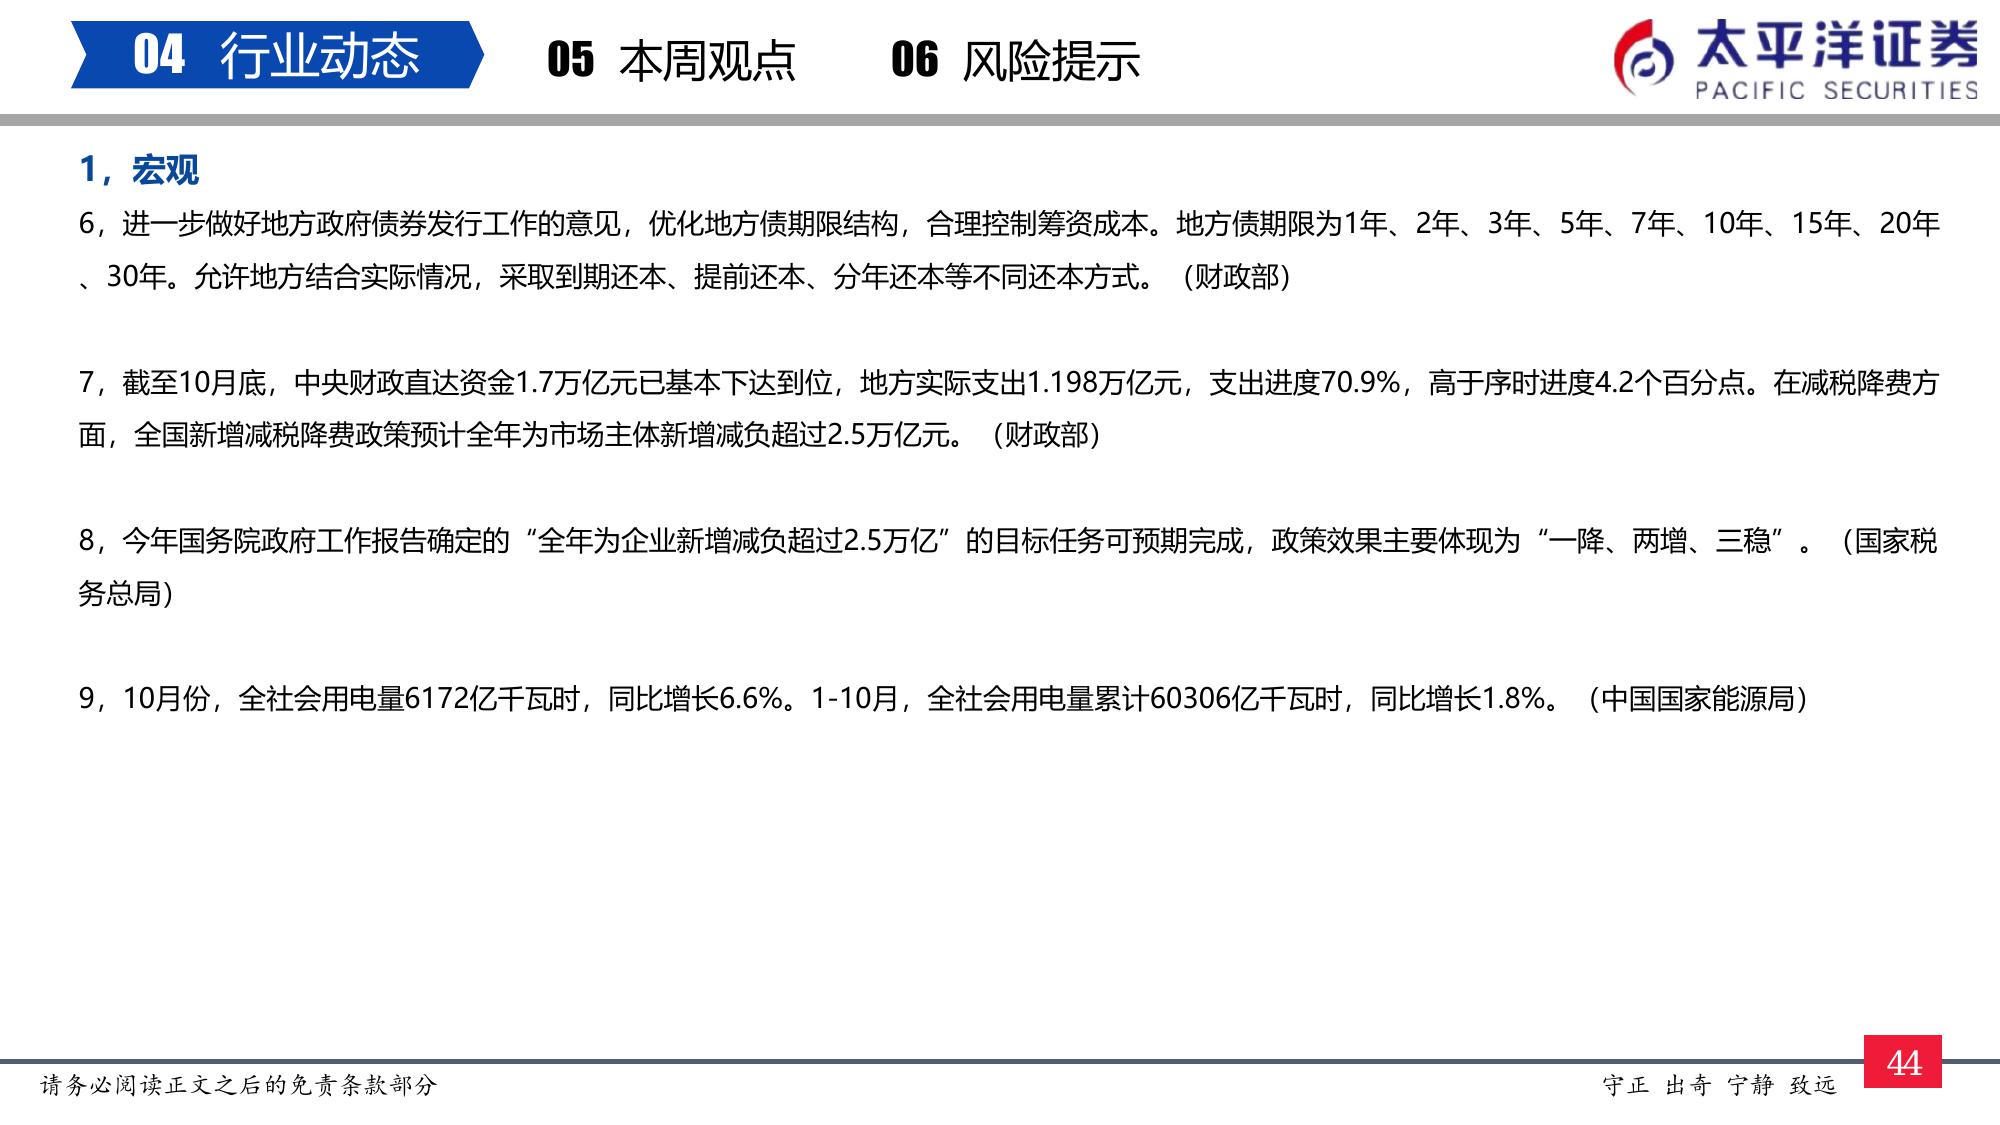 04 行业动态 05 本周观点 06 风险提示
太平洋证券
PACIFIC SECURITIES
1，宏观
6，进一步做好地方政府债券发行工作的意见，优化地方债期限结构，合理控制筹资成本。地方债期限为1年、2年、3年、5年、7年、10年、15年、20年
、30年。允许地方结合实际情况，采取到期还本、提前还本、分年还本等不同还本方式。（财政部）
7，截至10月底，中央财政直达资金1.7万亿元已基本下达到位，地方实际支出1.198万亿元，支出进度70.9%，高于序时进度4.2个百分点。在减税降费方
面，全国新增减税降费政策预计全年为市场主体新增减负超过2.5万亿元。（财政部）
8，今年国务院政府工作报告确定的“全年为企业新增减负超过2.5万亿”的目标任务可预期完成，政策效果主要体现为“一降、两增、三稳”。（国家税
务总局）
9，10月份，全社会用电量6172亿千瓦时，同比增长6.6%。1-10月，全社会用电量累计60306亿千瓦时，同比增长1.8%。（中国国家能源局）
请务必阅读正文之后的免责条款部分
守正 出奇 宁静 致远
44